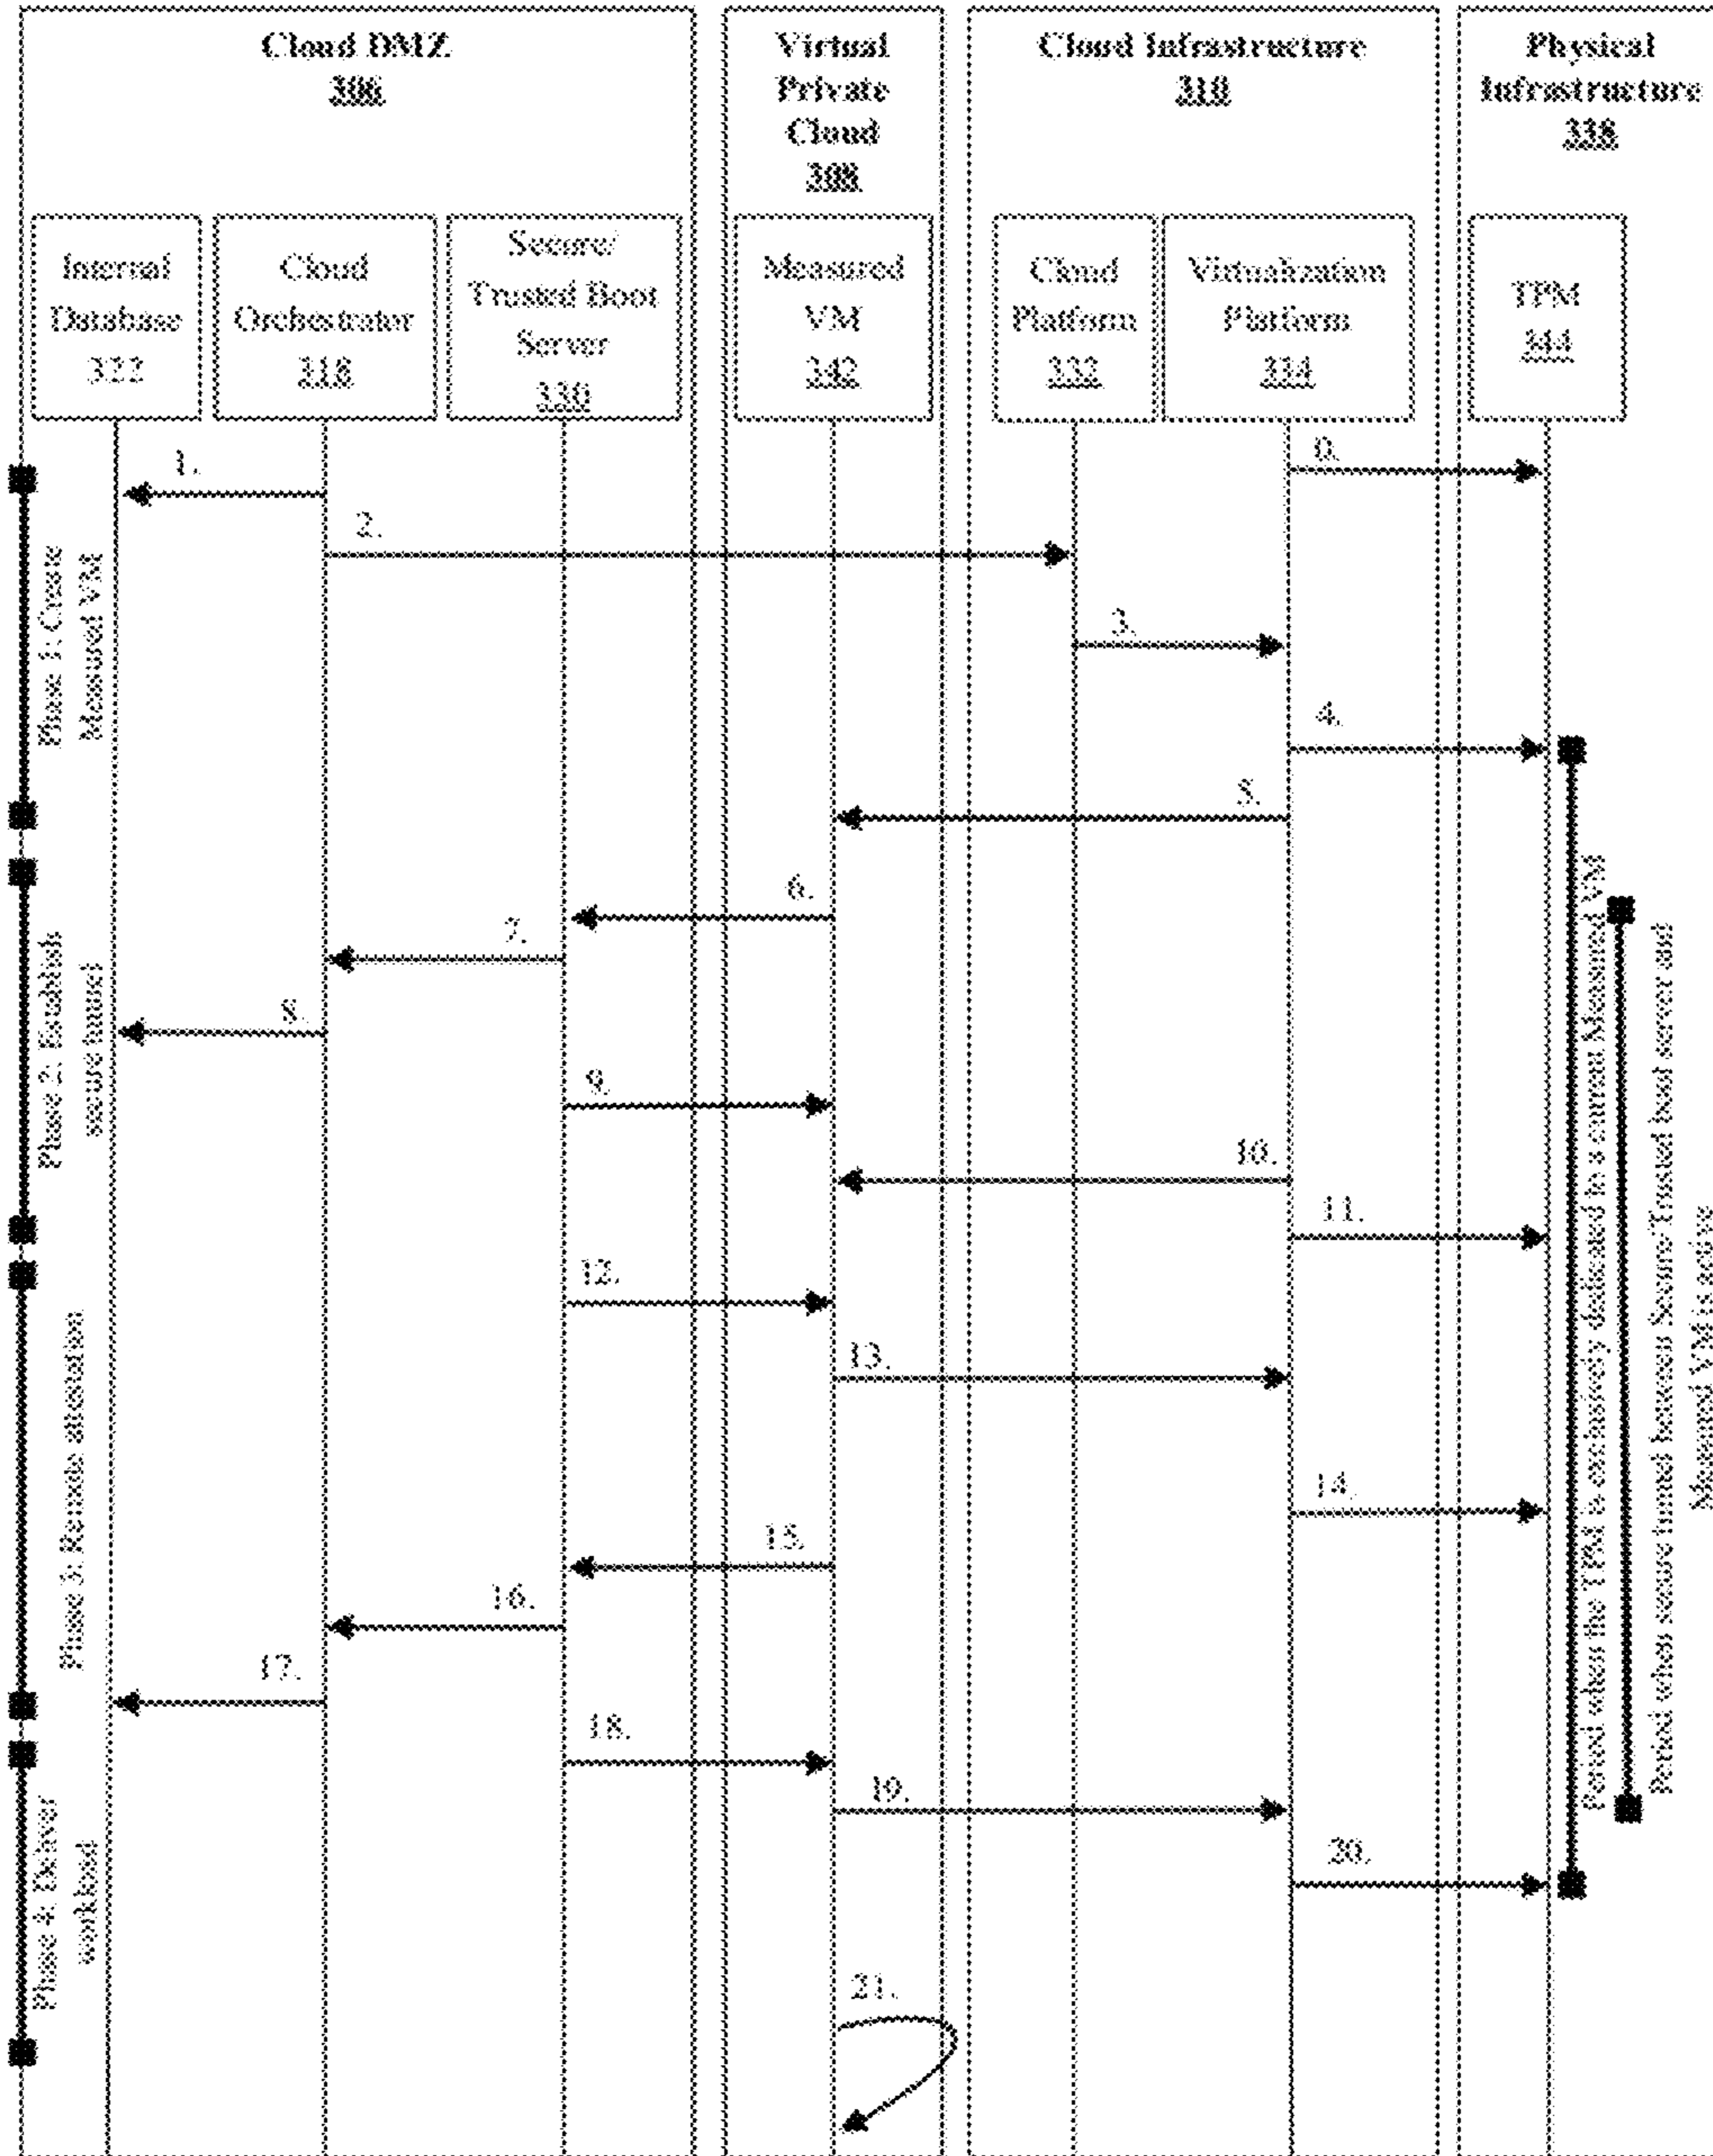 Cloud DMZ
306
Virtual
Private
Cloud
308
Cloud Infrastructure
310
Physical
Infrastructure
338
Internal
Database
322
Cloud
Orchestrator
318
Secure/
Trusted Boot
Server
330
Measured
VM
342
Cloud
Platform
332
Virtualization
Platform
334
TPM
344
0.
1.
2.
3.
4.
5.
6.
7.
8.
9.
10.
11.
12.
13.
14.
15.
16.
17.
18.
19.
20.
21.
Phase 1: Create
Measured VM
Phase 2: Establish
secure tunnel
Phase 3: Remote attestation
Phase 4: Deliver
workload
Period when the TPM is exclusively dedicated to a current Measured VM
Period when secure tunnel between Secure/Trusted boot server and
Measured VM is active